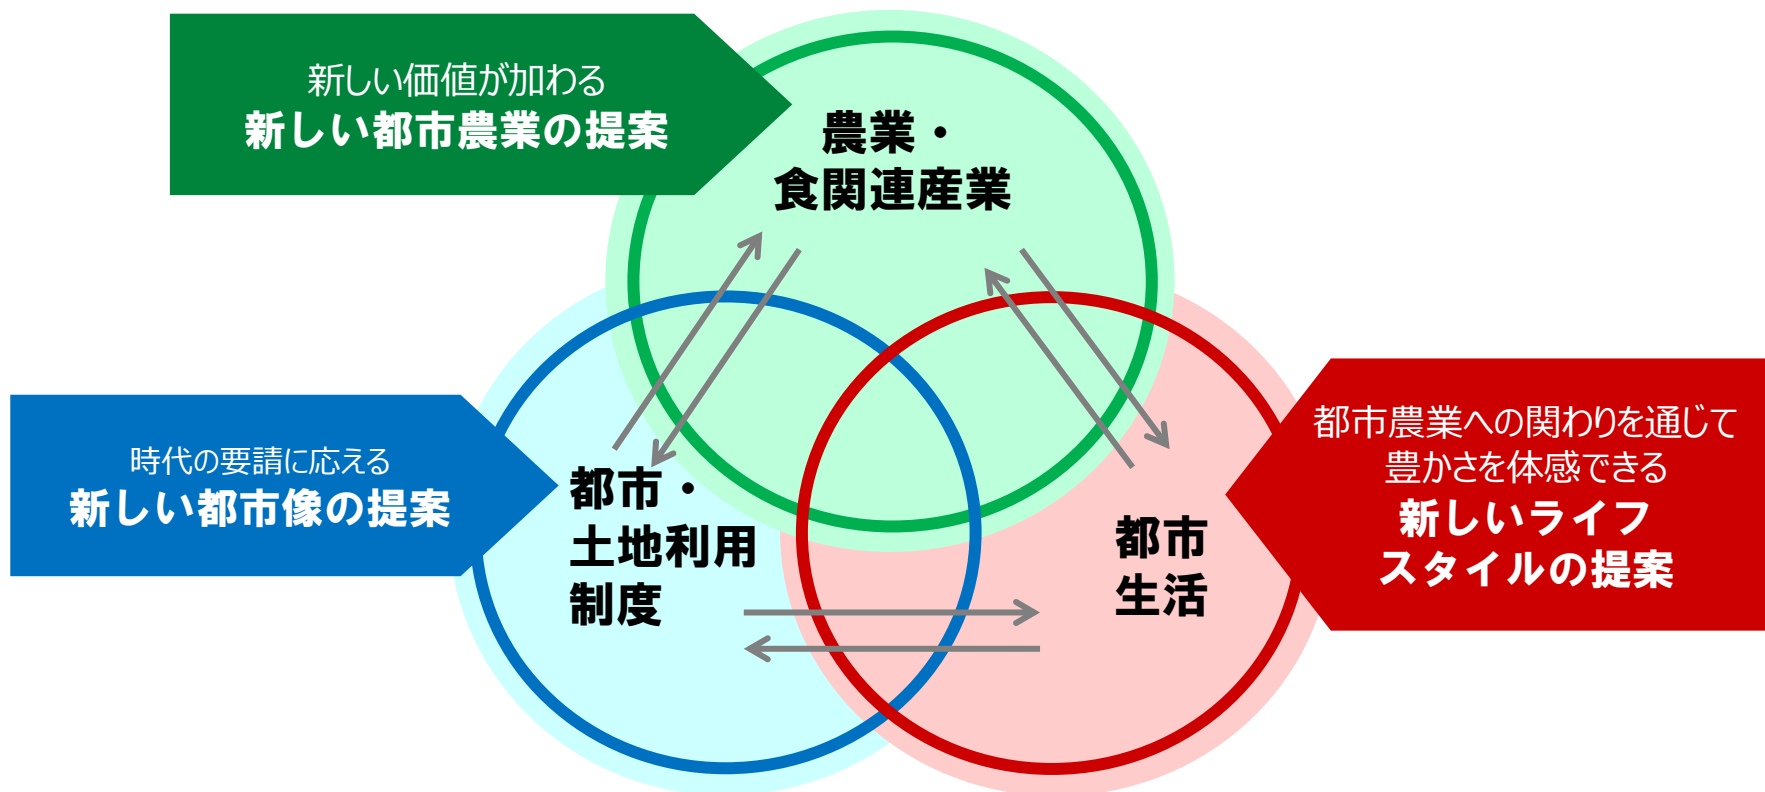 新しい価値が加わる
新しい都市農業の提案
農業・
食関連産業
時代の要請に応える
新しい都市像の提案
都市・
土地利用
制度
都市
生活
都市農業への関わりを通じて
豊かさを体感できる
新しいライフ
スタイルの提案